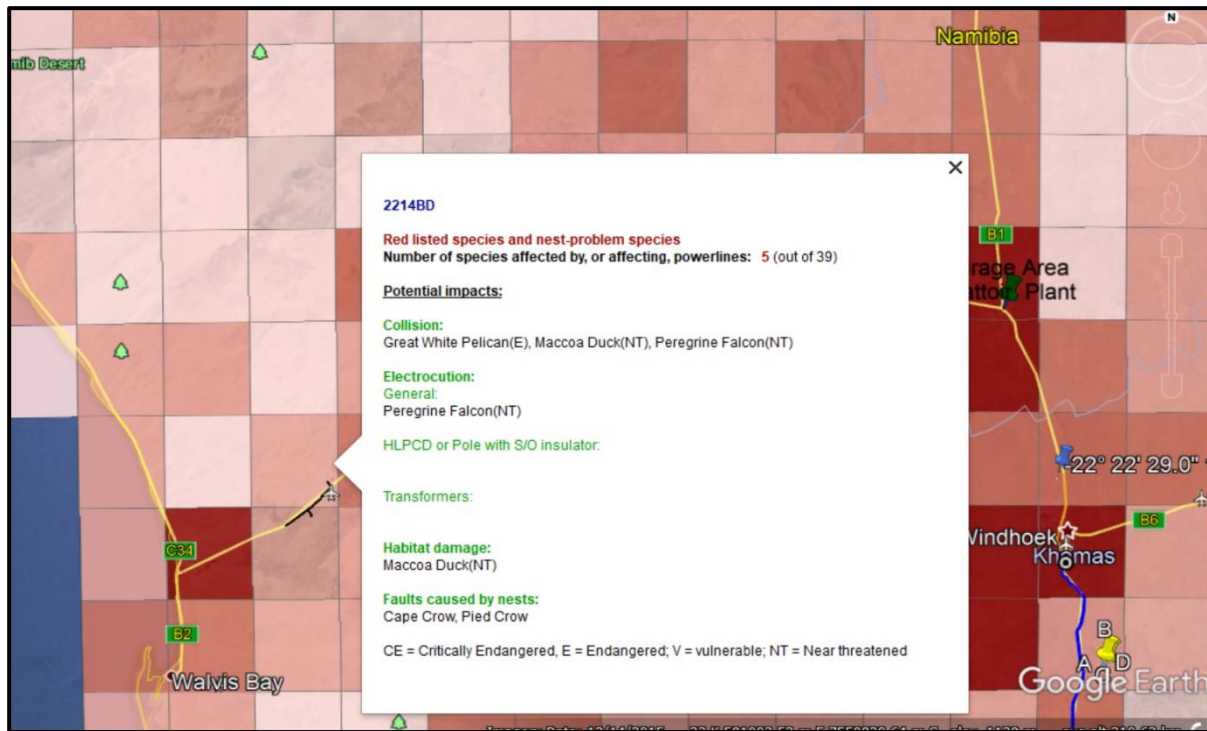 N
Namibia
mib Desert
2214BD
Red listed species and nest-problem species
Number of species affected by, or affecting, powerlines: 5 (out of 39)
Potential impacts:
Collision:
Great White Pelican(E), Maccoa Duck(NT), Peregrine Falcon(NT)
Electrocution:
General:
Peregrine Falcon(NT)
HLPCD or Pole with S/O insulator:
Transformers:
Habitat damage:
Maccoa Duck(NT)
Faults caused by nests:
Cape Crow, Pied Crow
CE = Critically Endangered, E = Endangered; V = vulnerable; NT = Near threatened
B1
rage Area
attoir Plant
-22° 22' 29.0"
B6
Windhoek
Khomas
C34
B2
Walvis Bay
B
A
D
Google Earth